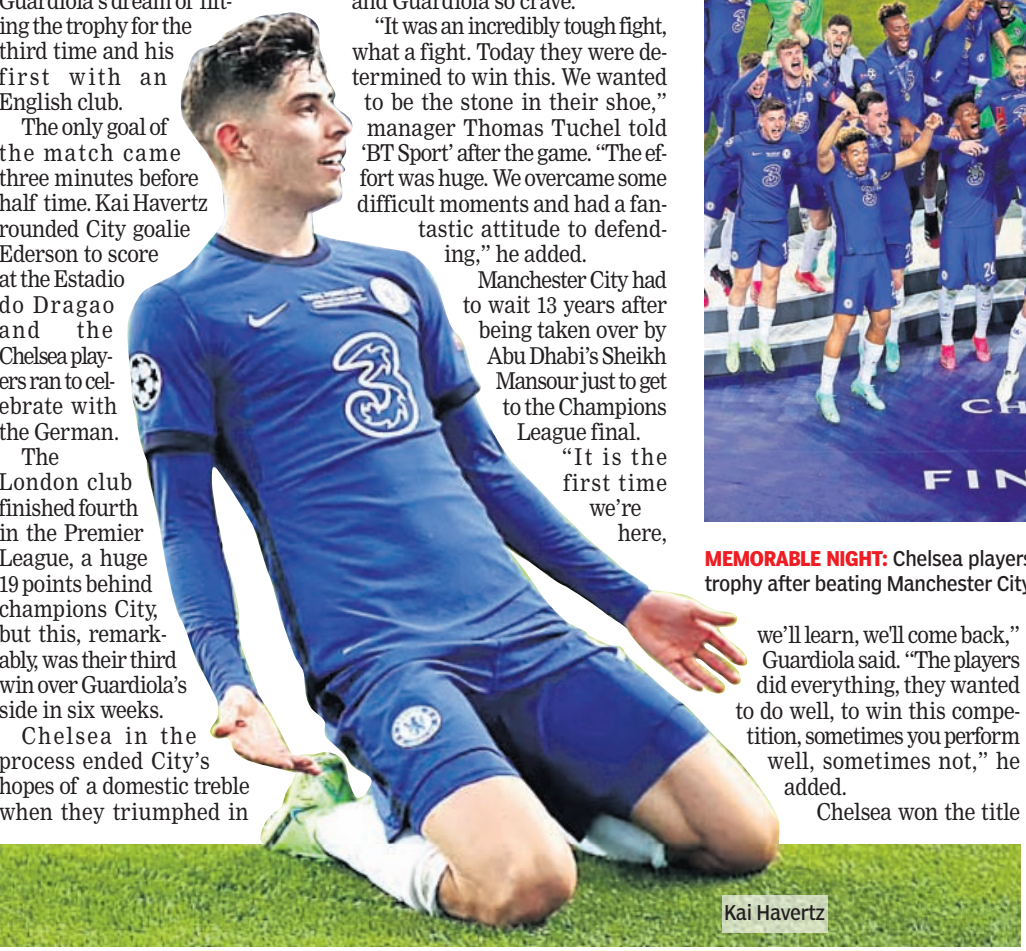 Guardiola's dream of lift-
ing the trophy for the
third time and his
first with an
English club.
The only goal of
the match came
three minutes before
half time. Kai Havertz
rounded City goalie
Ederson to score
at the Estadio
do Dragao
and the
Chelsea play-
ers ran to cel-
ebrate with
the German.
The
London club
finished fourth
in the Premier
League, a huge
19 points behind
champions City,
but this, remark-
ably, was their third
win over Guardiola's
side in six weeks.
Chelsea in the
process ended City's
hopes of a domestic treble
when they triumphed in
and Guardiola so crave.
“It was an incredibly tough fight,
what a fight. Today they were de-
termined to win this. We wanted
to be the stone in their shoe,”
manager Thomas Tuchel told
‘BT Sport’ after the game. “The ef-
fort was huge. We overcame some
difficult moments and had a fan-
tastic attitude to defend-
ing,” he added.
Manchester City had
to wait 13 years after
being taken over by
Abu Dhabi's Sheikh
Mansour just to get
to the Champions
League final.
“It is the
first time
we're
here,
we'll learn, we'll come back,”
Guardiola said. “The players
did everything, they wanted
to do well, to win this compe-
tition, sometimes you perform
well, sometimes not,” he
added.
Chelsea won the title
3
CH
FIN
MEMORABLE NIGHT: Chelsea players
trophy after beating Manchester City
Kai Havertz